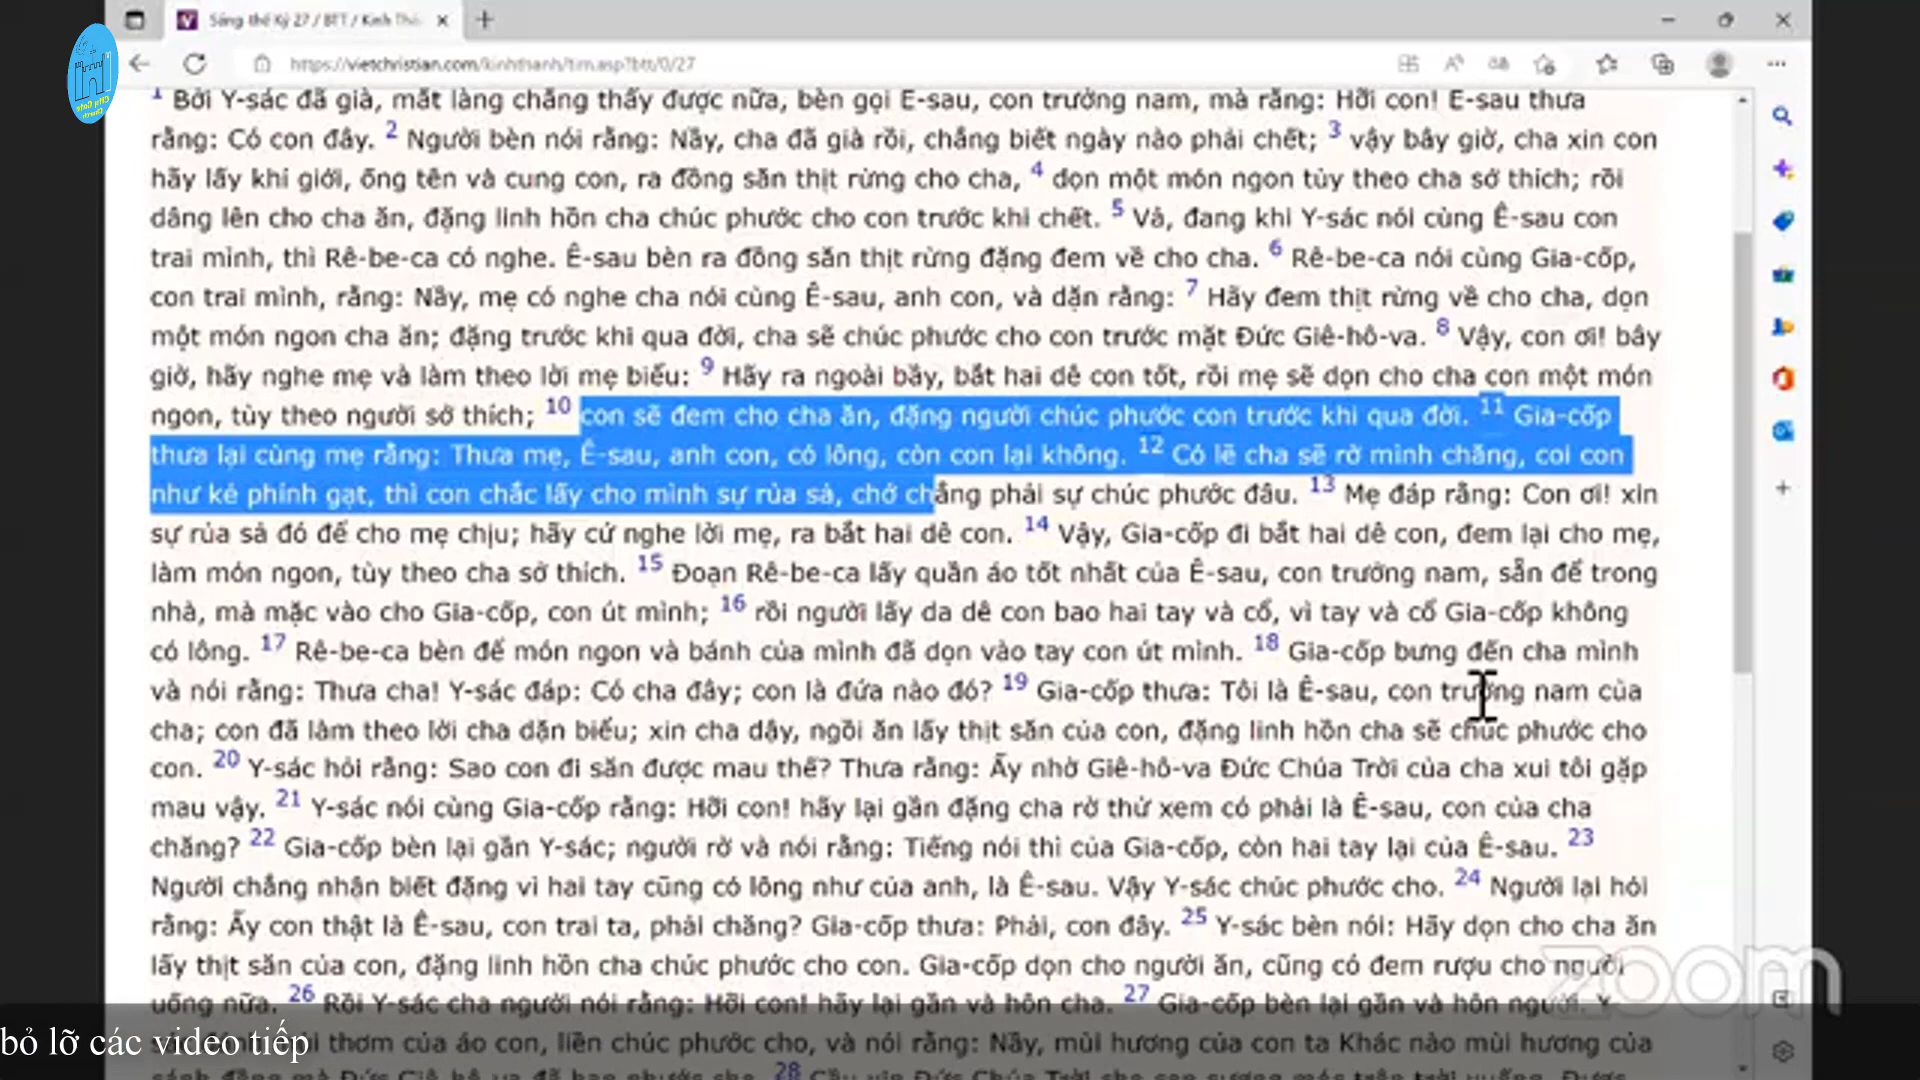 Sáng thế Ký 27 / BTT / Kinh Thá
https://vietchristian.com/kinhthanh/tim.asp?btt/0/27
1 Bởi Y-sác đã già, mắt làng chẳng thấy được nữa, bèn gọi Ê-sau, con trưởng nam, mà rằng: Hỡi con! Ê-sau thưa
rằng: Có con đây. 2 Người bèn nói rằng: Nầy, cha đã già rồi, chẳng biết ngày nào phải chết; 3 vậy bây giờ, cha xin con
hãy lấy khí giới, ống tên và cung con, ra đồng săn thịt rừng cho cha, 4 dọn một món ngon tùy theo cha sở thích; rồi
dâng lên cho cha ăn, đặng linh hồn cha chúc phước cho con trước khi chết. 5 Vả, đang khi Y-sác nói cùng Ê-sau con
trai mình, thì Rê-be-ca có nghe. Ê-sau bèn ra đồng săn thịt rừng đặng đem về cho cha. 6 Rê-be-ca nói cùng Gia-cốp,
con trai mình, rằng: Nầy, mẹ có nghe cha nói cùng Ê-sau, anh con, và dặn rằng: 7 Hãy đem thịt rừng về cho cha, dọn
một món ngon cha ăn; đặng trước khi qua đời, cha sẽ chúc phước cho con trước mặt Đức Giê-hô-va. 8 Vậy, con ơi! bây
giờ, hãy nghe mẹ và làm theo lời mẹ biểu: 9 Hãy ra ngoài bầy, bắt hai dê con tốt, rồi mẹ sẽ dọn cho cha con một món
ngon, tùy theo người sở thích; 10 con sẽ đem cho cha ăn, đặng người chúc phước con trước khi qua đời. 11 Gia-cốp
thưa lại cùng mẹ rằng: Thưa mẹ, Ê-sau, anh con, có lông, còn con lại không. 12 Có lẽ cha sẽ rờ mình chăng, coi con
như kẻ phỉnh gạt, thì con chắc lấy cho mình sự rủa sả, chớ chẳng phải sự chúc phước đâu. 13 Mẹ đáp rằng: Con ơi! xin
sự rủa sả đó để cho mẹ chịu; hãy cứ nghe lời mẹ, ra bắt hai dê con. 14 Vậy, Gia-cốp đi bắt hai dê con, đem lại cho mẹ,
làm món ngon, tùy theo cha sở thích. 15 Đoạn Rê-be-ca lấy quần áo tốt nhất của Ê-sau, con trưởng nam, sẵn để trong
nhà, mà mặc vào cho Gia-cốp, con út mình; 16 rồi người lấy da dê con bao hai tay và cổ, vì tay và cổ Gia-cốp không
có lông. 17 Rê-be-ca bèn để món ngon và bánh của mình đã dọn vào tay con út mình. 18 Gia-cốp bưng đến cha mình
và nói rằng: Thưa cha! Y-sác đáp: Có cha đây; con là đứa nào đó? 19 Gia-cốp thưa: Tôi là Ê-sau, con trưởng nam của
cha; con đã làm theo lời cha dặn biểu; xin cha dậy, ngồi ăn lấy thịt săn của con, đặng linh hồn cha sẽ chúc phước cho
con. 20 Y-sác hỏi rằng: Sao con đi săn được mau thế? Thưa rằng: Ấy nhờ Giê-hô-va Đức Chúa Trời của cha xui tôi gặp
mau vậy. 21 Y-sác nói cùng Gia-cốp rằng: Hỡi con! hãy lại gần đặng cha rờ thử xem có phải là Ê-sau, con của cha
chăng? 22 Gia-cốp bèn lại gần Y-sác; người rờ và nói rằng: Tiếng nói thì của Gia-cốp, còn hai tay lại của Ê-sau. 23
Người chẳng nhận biết đặng vì hai tay cũng có lông như của anh, là Ê-sau. Vậy Y-sác chúc phước cho. 24 Người lại hỏi
rằng: Ấy con thật là Ê-sau, con trai ta, phải chăng? Gia-cốp thưa: Phải, con đây. 25 Y-sác bèn nói: Hãy dọn cho cha ăn
lấy thịt săn của con, đặng linh hồn cha chúc phước cho con. Gia-cốp dọn cho người ăn, cũng có đem rượu cho người
uống nữa. 26 Rồi Y-sác cha người nói rằng: Hỡi con! hãy lại gần và hôn cha. 27 Gia-cốp bèn lại gần và hôn người. Y
thơm của áo con, liền chúc phước cho, và nói rằng: Nầy, mùi hương của con ta Khác nào mùi hương của
28
zoom
bỏ lỡ các video tiếp
City Gate
Church